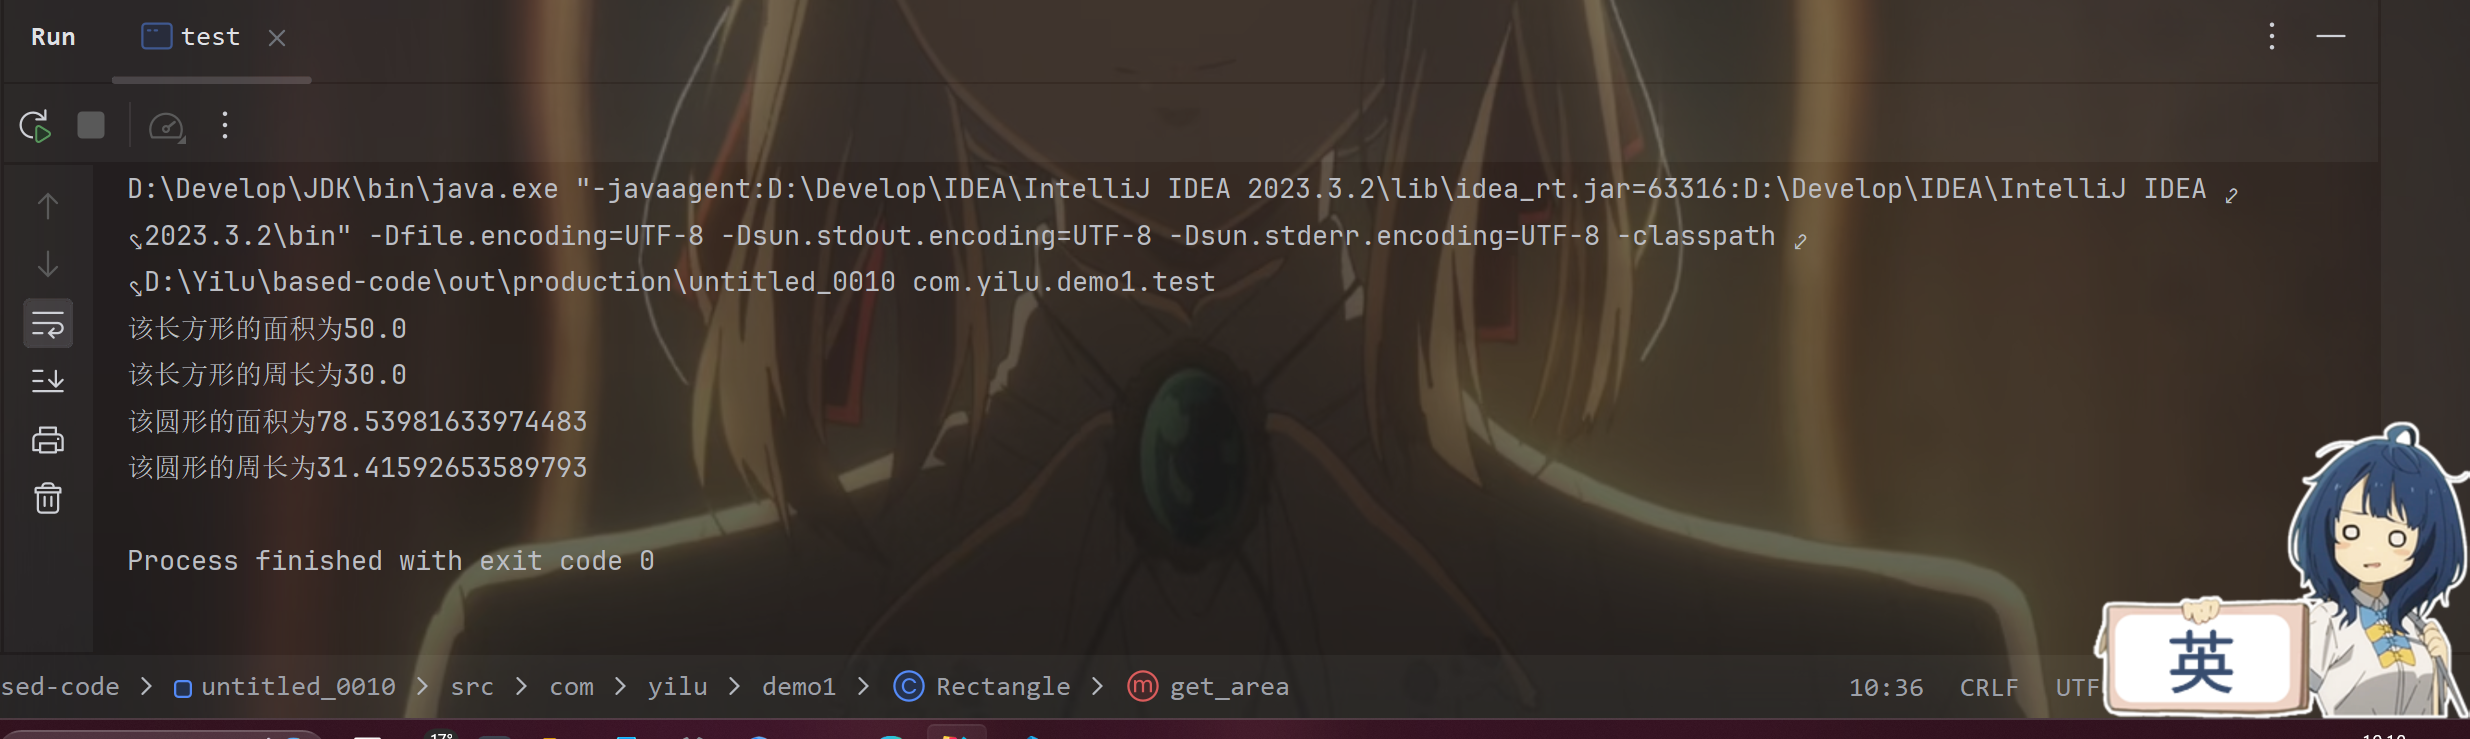 Run test
D:\Develop\JDK\bin\java.exe "-javaagent:D:\Develop\IDEA\IntelliJ IDEA 2023.3.2\lib\idea_rt.jar=63316:D:\Develop\IDEA\IntelliJ IDEA
2023.3.2\bin" -Dfile.encoding=UTF-8 -Dsun.stdout.encoding=UTF-8 -Dsun.stderr.encoding=UTF-8 -classpath
D:\Yilu\based-code\out\production\untitled_0010 com.yilu.demo1.test
该长方形的面积为50.0
该长方形的周长为30.0
该圆形的面积为78.53981633974483
该圆形的周长为31.41592653589793
Process finished with exit code 0
sed-code > untitled_0010 > src > com > yilu > demo1 > Rectangle > get_area 10:36 CRLF UTF
英